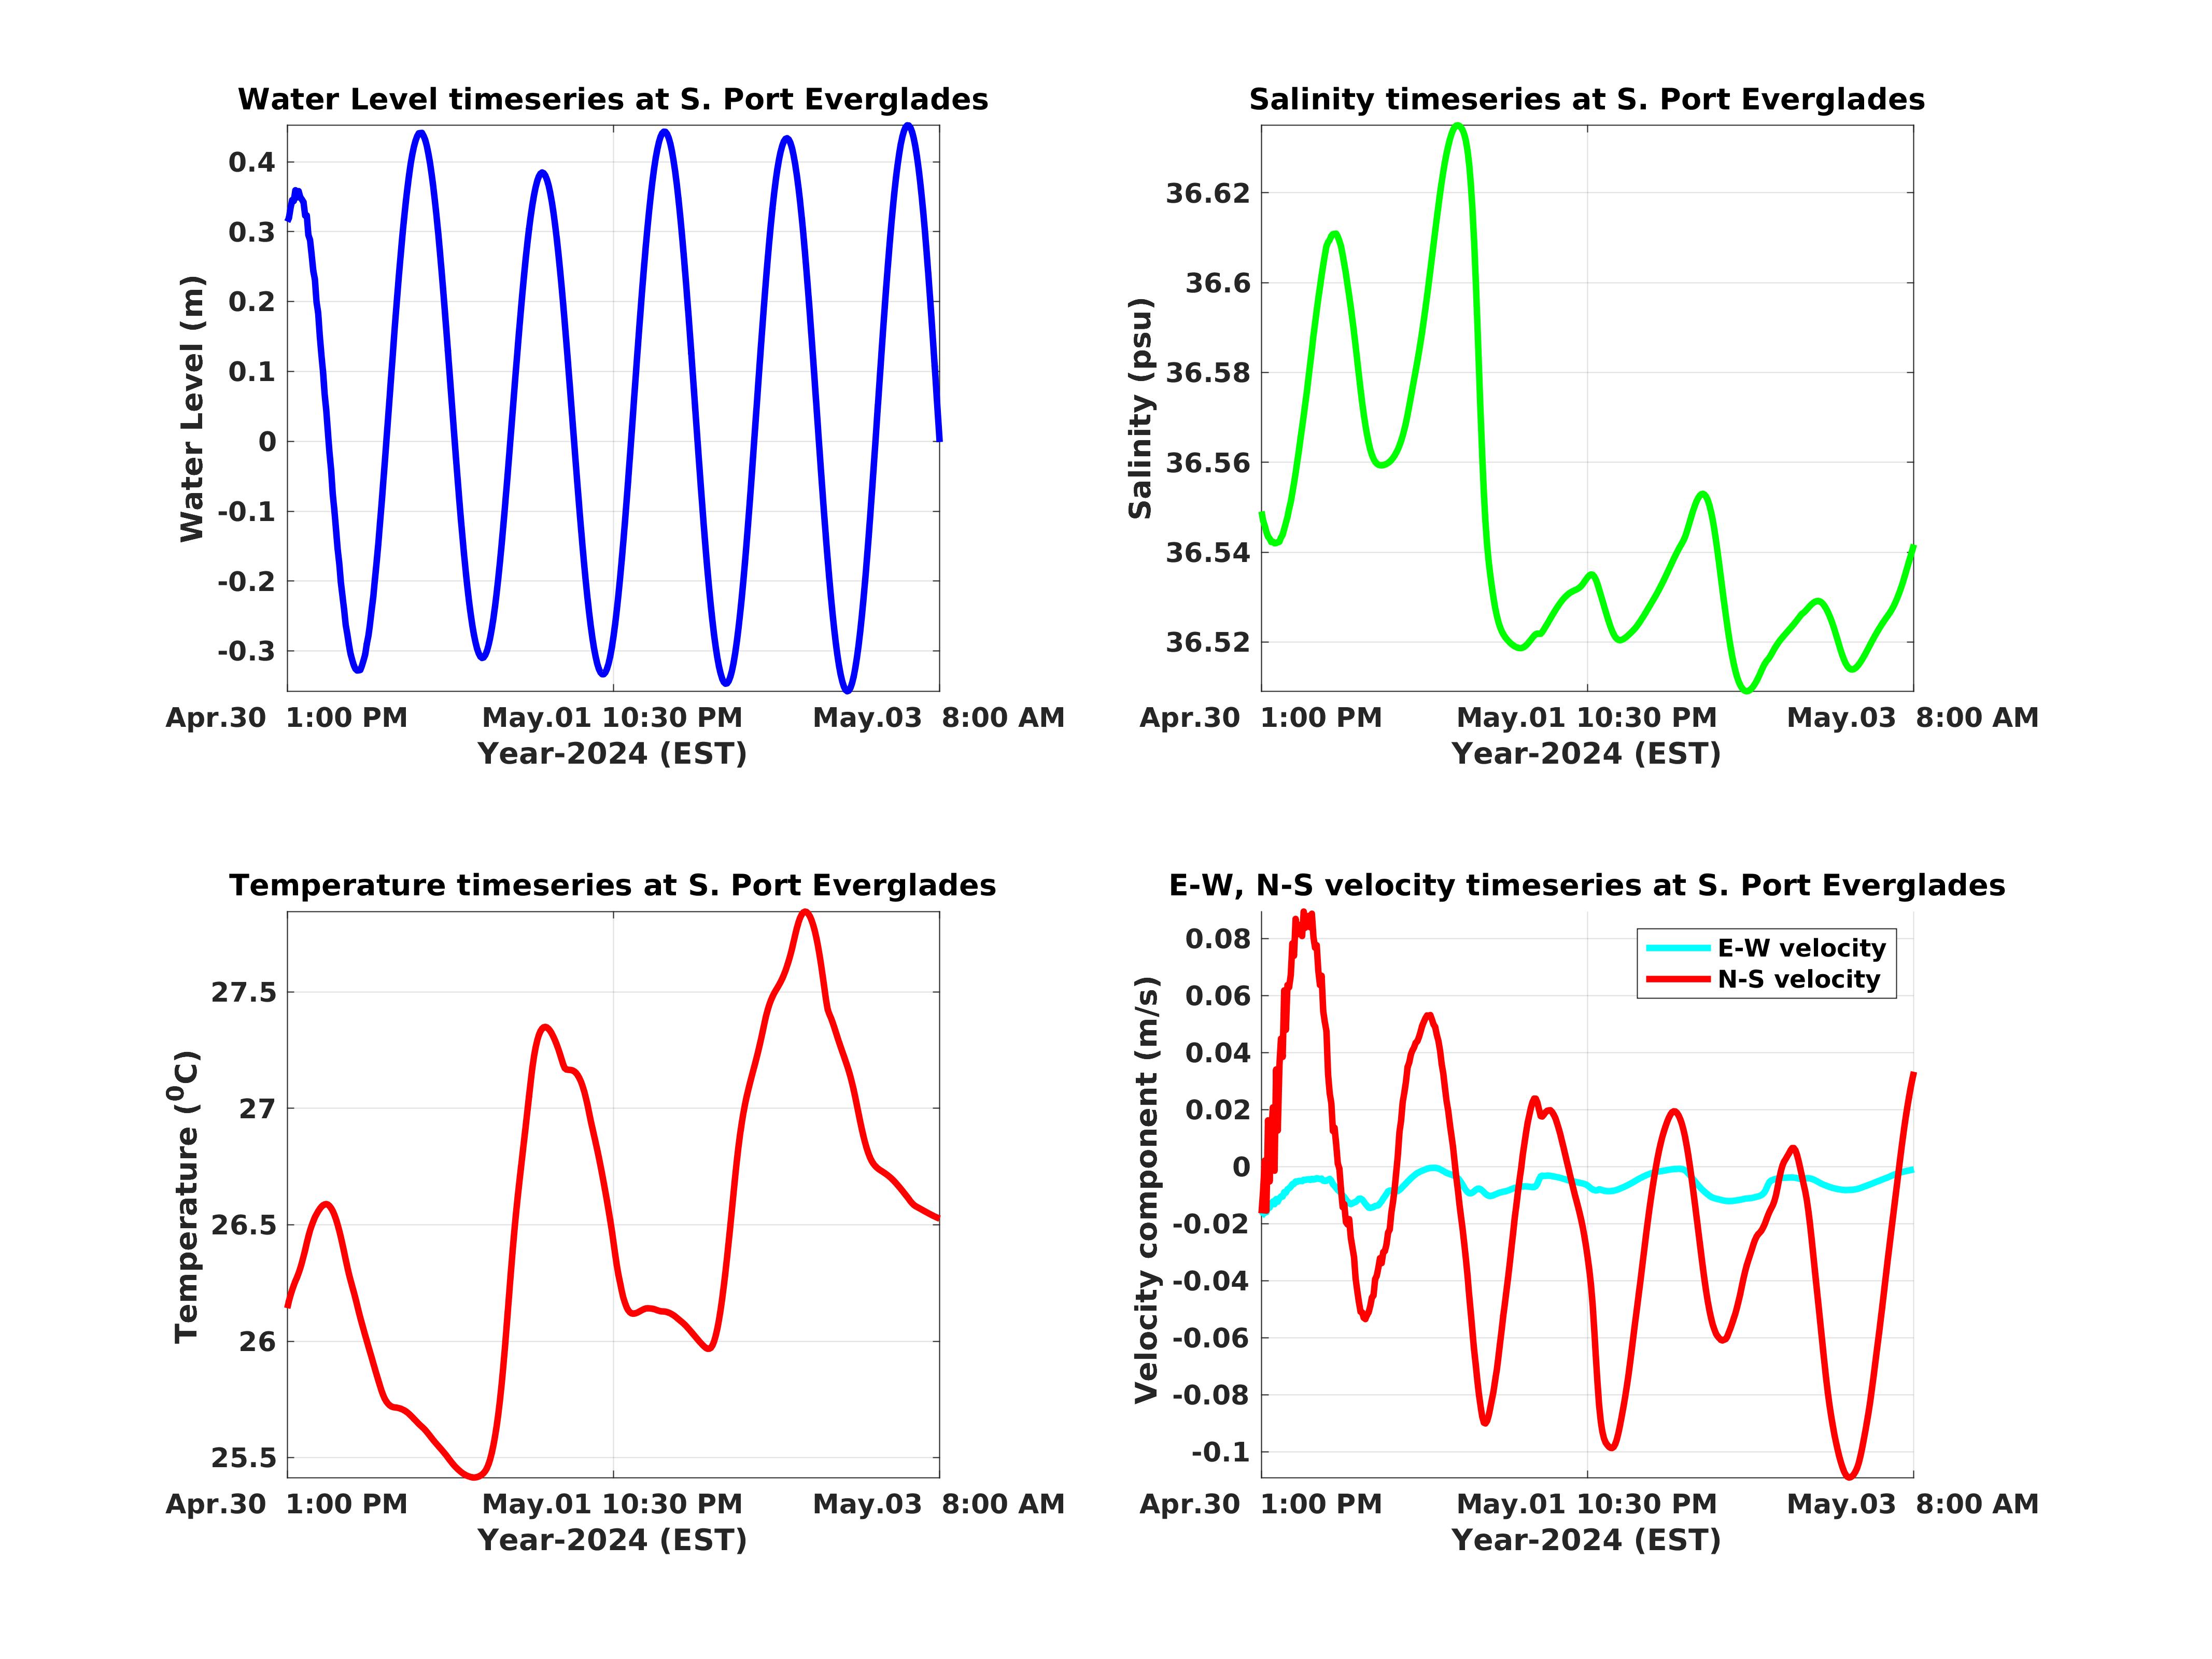 Water Level timeseries at S. Port Everglades
Water Level (m)
0.4
0.3
0.2
0.1
0
-0.1
-0.2
-0.3
Apr.30 1:00 PM
May.01 10:30 PM
May.03 8:00 AM
Year-2024 (EST)
Salinity timeseries at S. Port Everglades
Salinity (psu)
36.62
36.6
36.58
36.56
36.54
36.52
Apr.30 1:00 PM
May.01 10:30 PM
May.03 8:00 AM
Year-2024 (EST)
Temperature timeseries at S. Port Everglades
Temperature (⁰C)
27.5
27
26.5
26
25.5
Apr.30 1:00 PM
May.01 10:30 PM
May.03 8:00 AM
Year-2024 (EST)
E-W, N-S velocity timeseries at S. Port Everglades
Velocity component (m/s)
0.08
0.06
0.04
0.02
0
-0.02
-0.04
-0.06
-0.08
-0.1
E-W velocity
N-S velocity
Apr.30 1:00 PM
May.01 10:30 PM
May.03 8:00 AM
Year-2024 (EST)